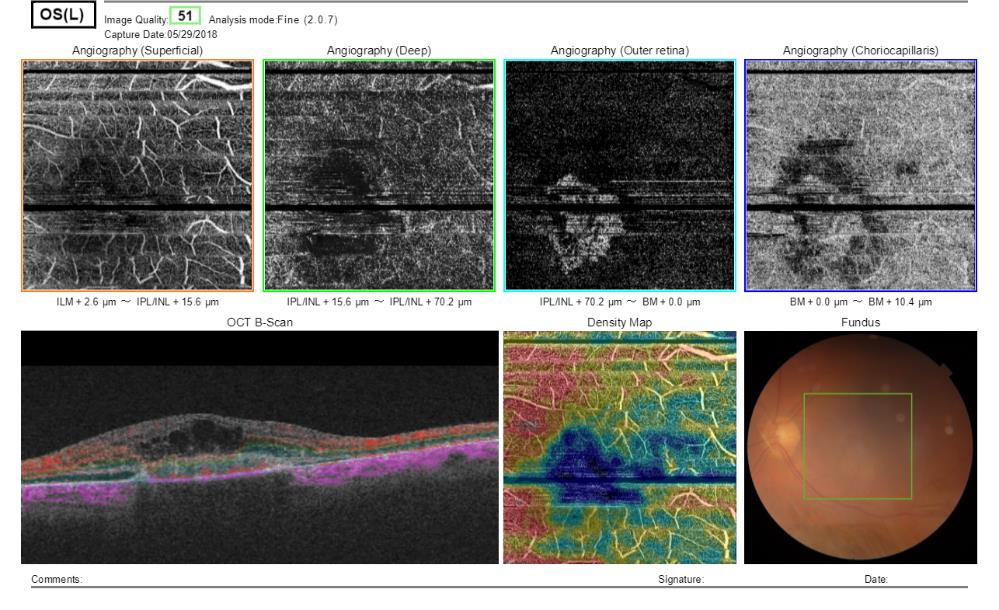 OS(L)
Image Quality: 51 Analysis mode:Fine (2.0.7)
Capture Date:05/29/2018
Angiography (Superficial) Angiography (Deep) Angiography (Outer retina) Angiography (Choriocapillaris)
ILM + 2.6 µm ～ IPL/INL + 15.6 µm IPL/INL + 15.6 µm ～ IPL/INL + 70.2 µm IPL/INL + 70.2 µm ～ BM + 0.0 µm BM + 0.0 µm ～ BM + 10.4 µm
OCT B-Scan Density Map Fundus
Comments: Signature: Date: